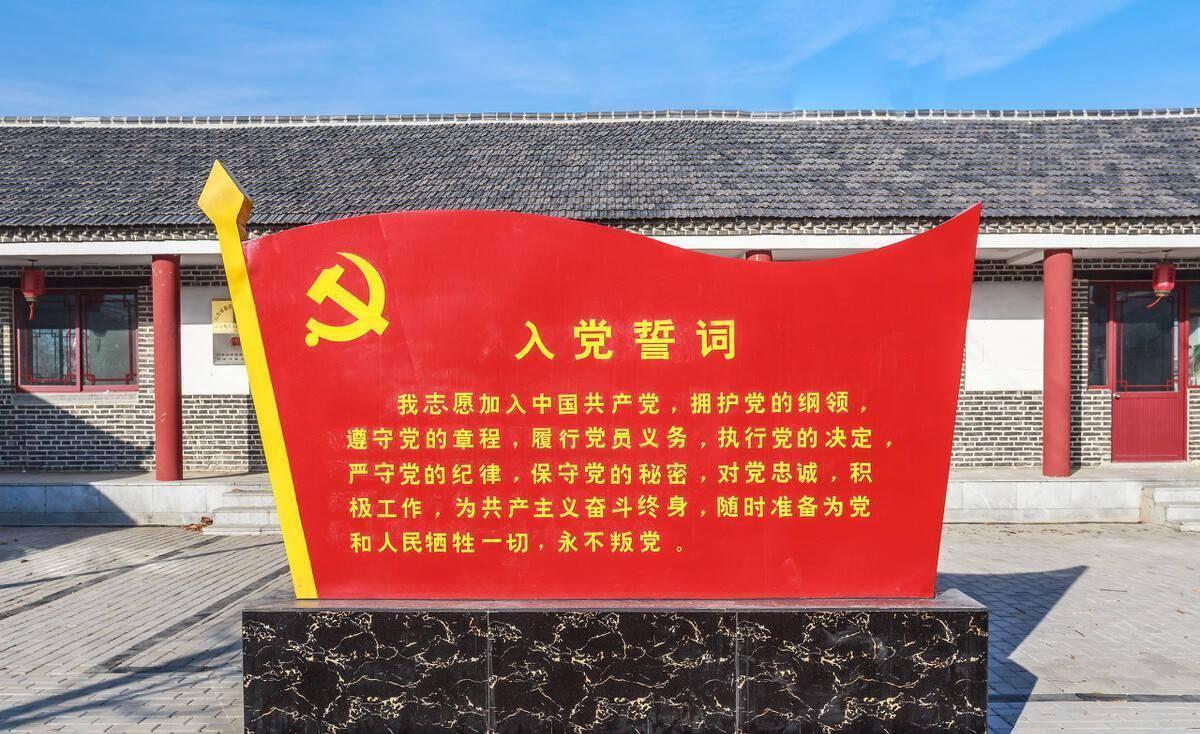 入党誓词
我志愿加入中国共产党，拥护党的纲领，
遵守党的章程，履行党员义务，执行党的决定，
严守党的纪律，保守党的秘密，对党忠诚，积
极工作，为共产主义奋斗终身，随时准备为党
和人民牺牲一切，永不叛党。